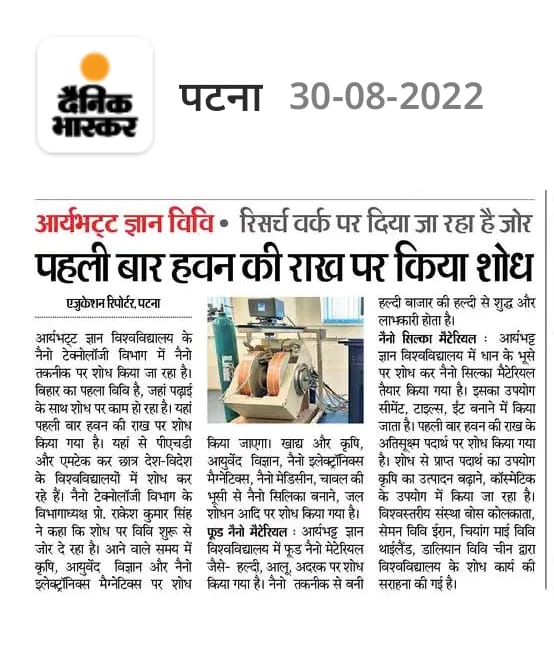 दैनिक
भास्कर
पटना 30-08-2022
आर्यभट्ट ज्ञान विवि • रिसर्च वर्क पर दिया जा रहा है जोर
पहली बार हवन की राख पर किया शोध
एजुकेशन रिपोर्टर, पटना
आर्यभट्ट ज्ञान विश्वविद्यालय के
नैनो टेक्नोलॉजी विभाग में नैनो
तकनीक पर शोध किया जा रहा है।
बिहार का पहला विवि है, जहां पढ़ाई
के साथ शोध पर काम हो रहा है। यहां
पहली बार हवन की राख पर शोध
किया गया है। यहां से पीएचडी
और एमटेक कर छात्र देश-विदेश
के विश्वविद्यालयों में शोध कर
रहे हैं। नैनो टेक्नोलॉजी विभाग के
विभागाध्यक्ष प्रो. राकेश कुमार सिंह
ने कहा कि शोध पर विवि शुरू से
जोर दे रहा है। आने वाले समय में
कृषि, आयुर्वेद विज्ञान और नैनो
इलेक्ट्रॉनिक्स मैग्नेटिक्स पर शोध
किया जाएगा। खाद्य और कृषि,
आयुवेंद विज्ञान, नैनो इलेक्ट्रॉनिक्स
मैग्नेटिक्स, नैनो मेडिसीन, चावल की
भूसी से नैनो सिलिका बनाने, जल
शोधन आदि पर शोध किया गया है।
फूड नैनो मैटेरियल : आर्यभट्ट ज्ञान
विश्वविद्यालय में फूड नैनो मेटेरियल
जैसे- हल्दी, आलू, अदरक पर शोध
किया गया है। नैनो तकनीक से बनी
हल्दी बाजार की हल्दी से शुद्ध और
लाभकारी होता है।
नैनो सिल्का मैटेरियल : आर्यभट्ट
ज्ञान विश्वविद्यालय में धान के भूसे
पर शोध कर नैनो सिल्का मैटेरियल
तैयार किया गया है। इसका उपयोग
सीमेंट, टाइल्स, ईंट बनाने में किया
जाता है। पहली बार हवन की राख के
अतिसूक्ष्म पदार्थ पर शोध किया गया
है। शोध से प्राप्त पदार्थ का उपयोग
कृषि का उत्पादन बढ़ाने, कॉस्मेटिक
के उपयोग में किया जा रहा है।
विश्वस्तरीय संस्था बोस कोलकाता,
सेमन विवि ईरान, चियांग माई विवि
थाईलैंड, डालियान विवि चीन द्वारा
विश्वविद्यालय के शोध कार्य की
सराहना की गई है।